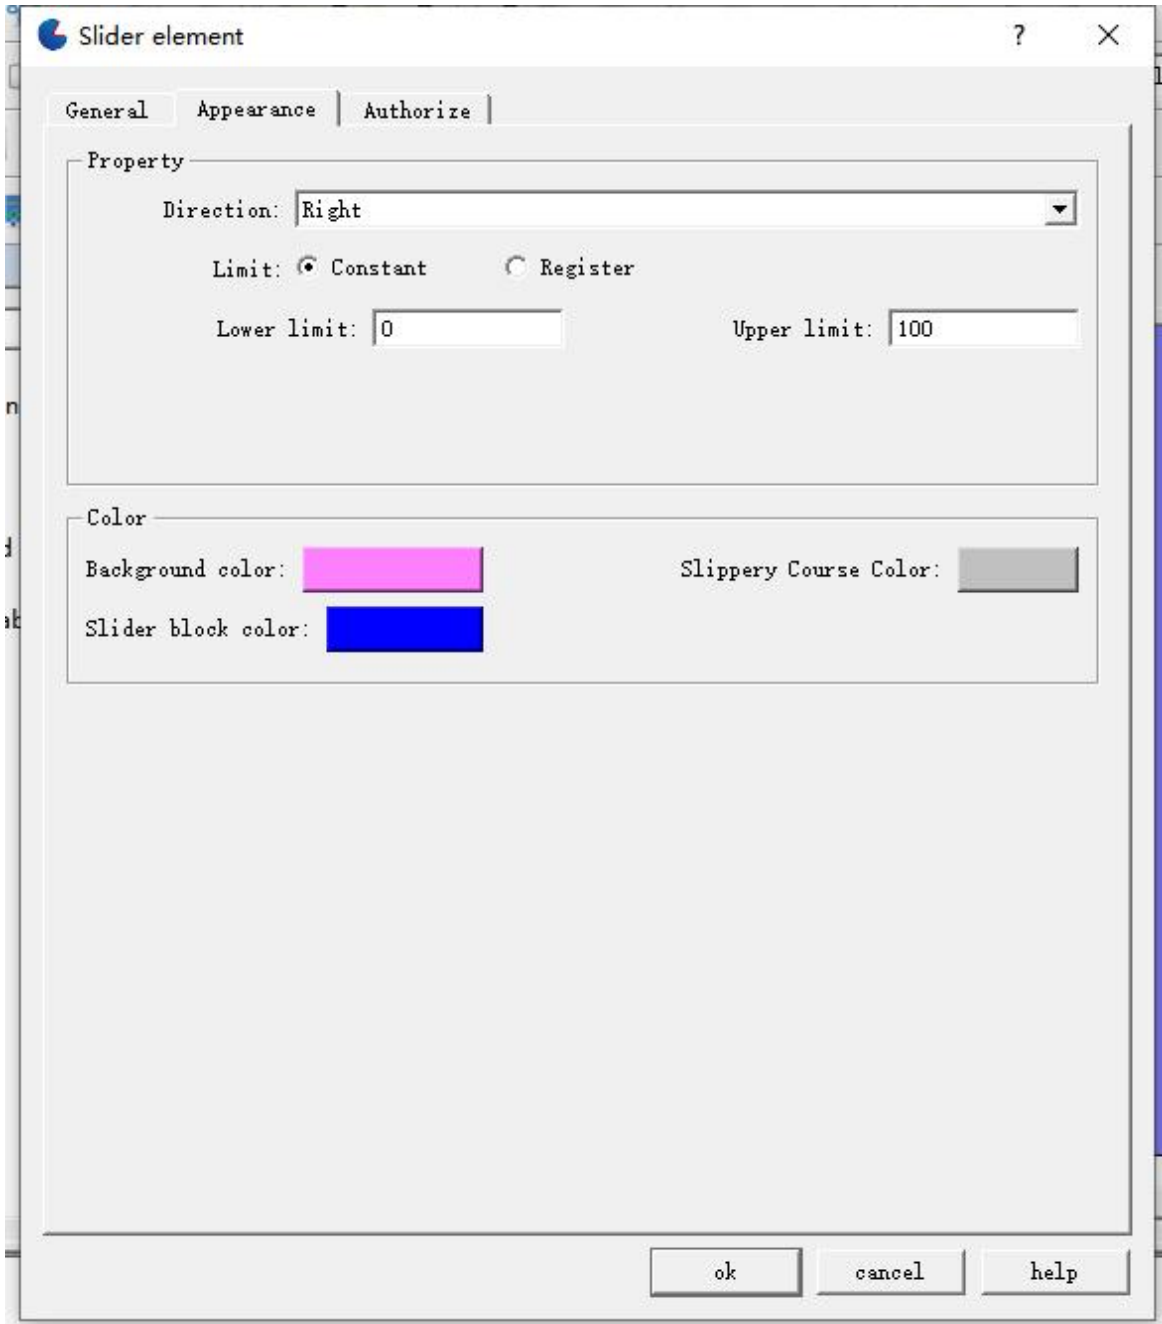 Slider element ?
General Appearance Authorize
Property
Direction: Right
Limit: Constant Register
Lower limit: 0 Upper limit: 100
Color
Background color: Slippery Course Color:
Slider block color:
ok cancel help